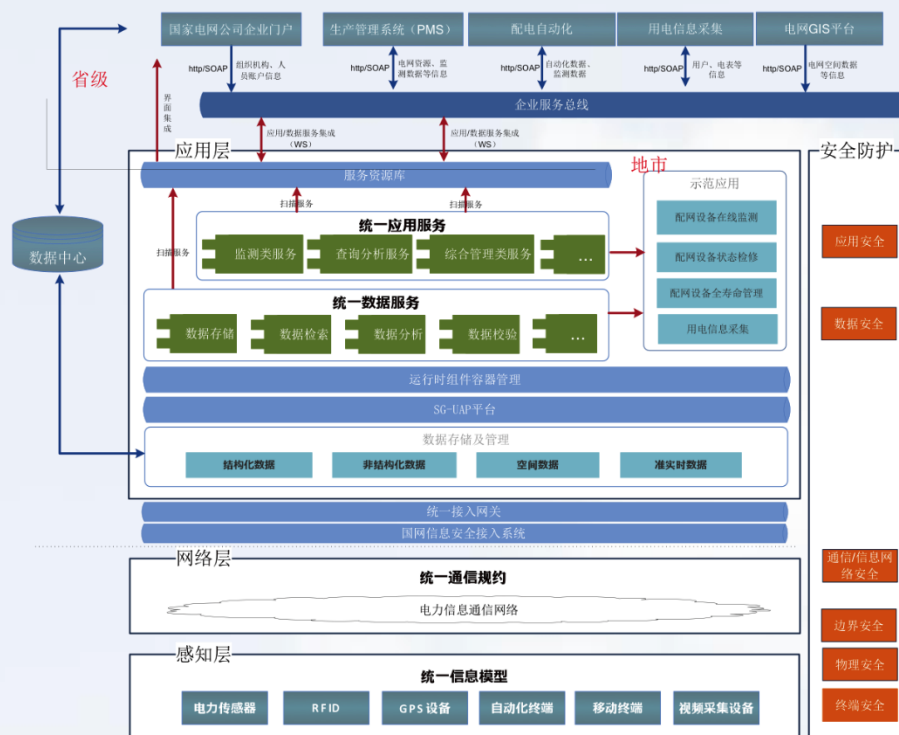 国家电网公司企业门户
生产管理系统（PMS）
配电自动化
用电信息采集
电网GIS平台
省级
http/SOAP
组织机构、人
员账户信息
http/SOAP
电网资源、监
测数据等信息
http/SOAP
自动化数据、
监测数据
http/SOAP
用户、电表等
信息
http/SOAP
电网空间数据
等信息
界面集成
企业服务总线
应用/数据服务集成
（WS）
应用/数据服务集成
（WS）
应用层
地市
安全防护
服务资源库
示范应用
扫描服务
扫描服务
扫描服务
统一应用服务
监测类服务
查询分析服务
综合管理类服务
...
配网设备在线监测
配网设备状态检修
配网设备全寿命管理
用电信息采集
数据中心
统一数据服务
数据存储
数据检索
数据分析
数据校验
...
应用安全
数据安全
运行时组件容器管理
SG-UAP平台
数据存储及管理
结构化数据
非结构化数据
空间数据
准实时数据
统一接入网关
国网信息安全接入系统
网络层
统一通信规约
电力信息通信网络
通信/信息网
络安全
边界安全
感知层
统一信息模型
物理安全
电力传感器
RFID
GPS设备
自动化终端
移动终端
视频采集设备
终端安全